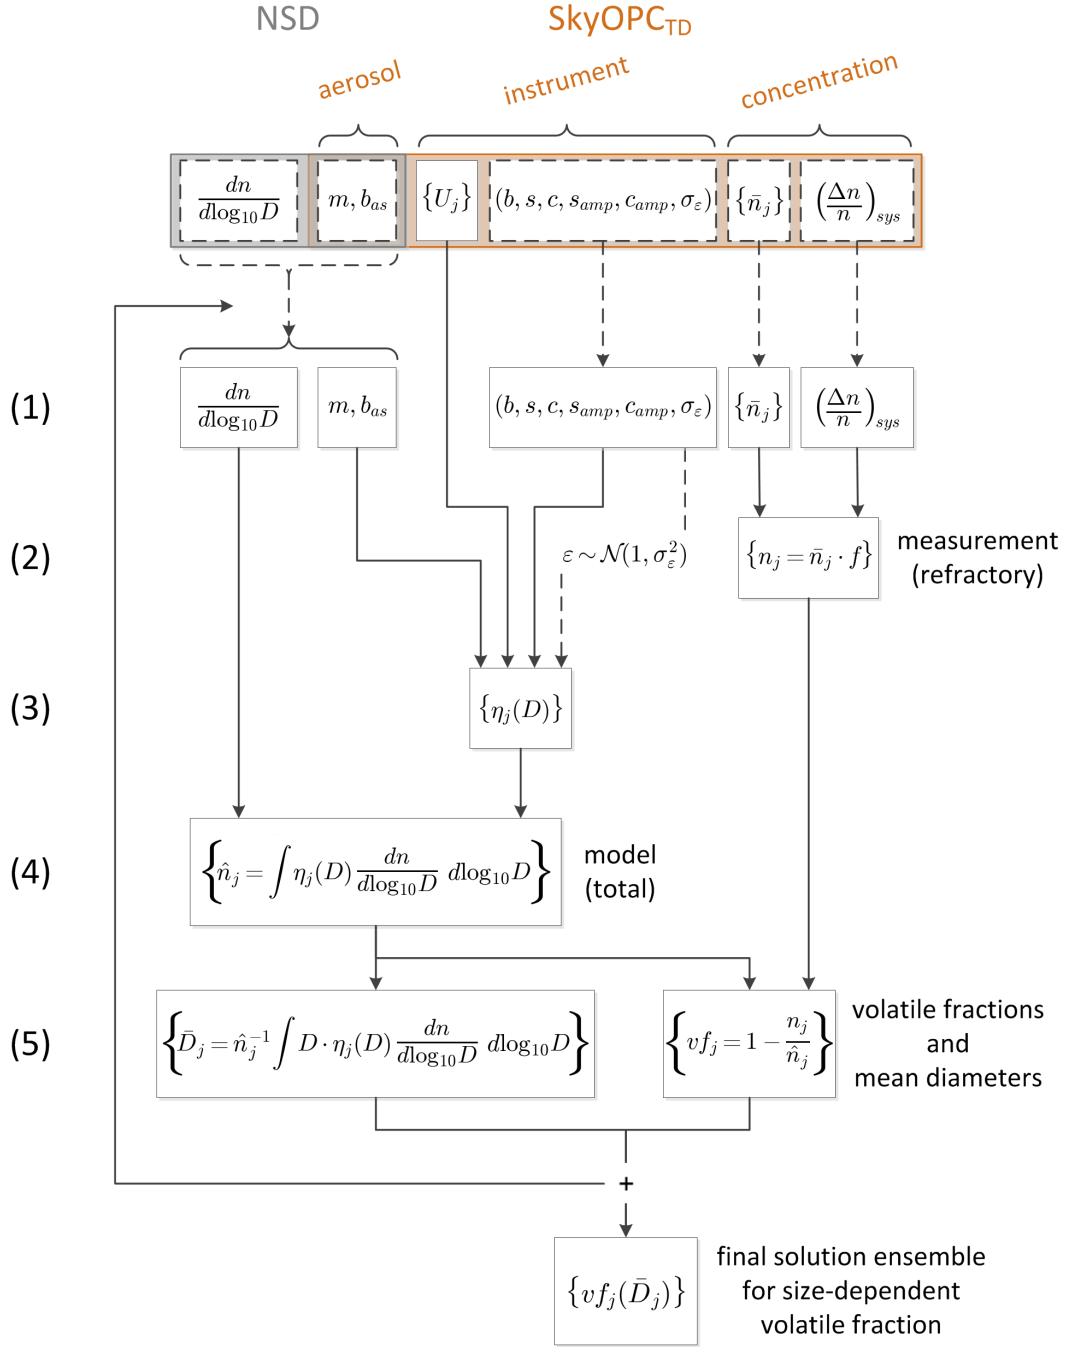 NSD
SkyOPC_TD
aerosol
instrument
concentration
dn/dlog₁₀D
m, b_as
{U_j}
(b, s, c, s_amp, c_amp, σ_ε)
{n̄_j}
(Δn/n)_sys
(1)
dn/dlog₁₀D
m, b_as
(b, s, c, s_amp, c_amp, σ_ε)
{n̄_j}
(Δn/n)_sys
(2)
ε ~ 𝒩(1, σ_ε²)
{n_j = n̄_j · f}
measurement
(refractory)
(3)
{η_j(D)}
(4)
{n̂_j = ∫ η_j(D) dn/dlog₁₀D dlog₁₀D}
model
(total)
(5)
{D̄_j = n̂_j⁻¹ ∫ D · η_j(D) dn/dlog₁₀D dlog₁₀D}
{vf_j = 1 − n_j/n̂_j}
volatile fractions
and
mean diameters
+
{vf_j(D̄_j)}
final solution ensemble
for size-dependent
volatile fraction